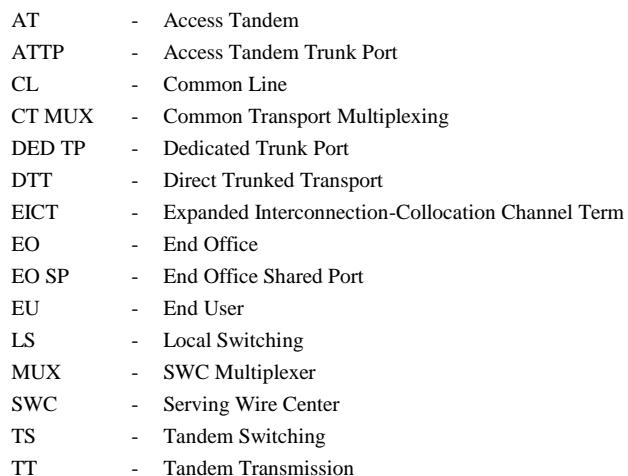 AT - Access Tandem
ATTP - Access Tandem Trunk Port
CL - Common Line
CT MUX - Common Transport Multiplexing
DED TP - Dedicated Trunk Port
DTT - Direct Trunked Transport
EICT - Expanded Interconnection-Collocation Channel Term
EO - End Office
EO SP - End Office Shared Port
EU - End User
LS - Local Switching
MUX - SWC Multiplexer
SWC - Serving Wire Center
TS - Tandem Switching
TT - Tandem Transmission